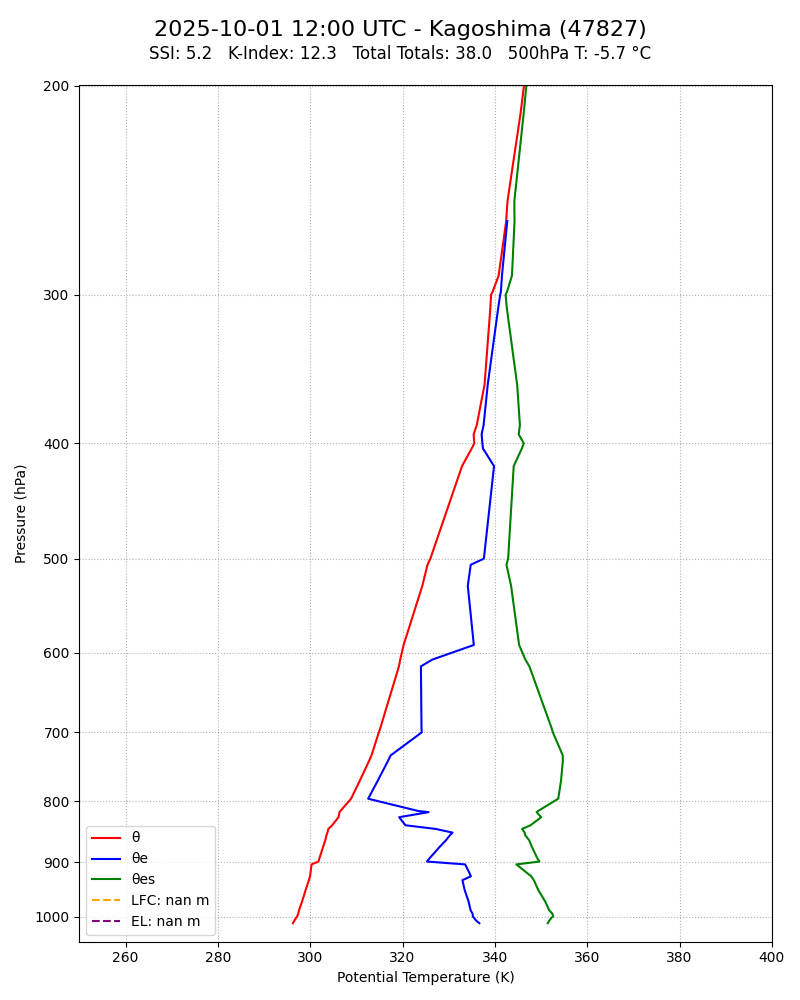 2025-10-01 12:00 UTC - Kagoshima (47827)
SSI: 5.2   K-Index: 12.3   Total Totals: 38.0   500hPa T: -5.7 °C
200
300
400
500
600
700
800
900
1000
Pressure (hPa)
θ
θe
θes
LFC: nan m
EL: nan m
260 280 300 320 340 360 380 400
Potential Temperature (K)